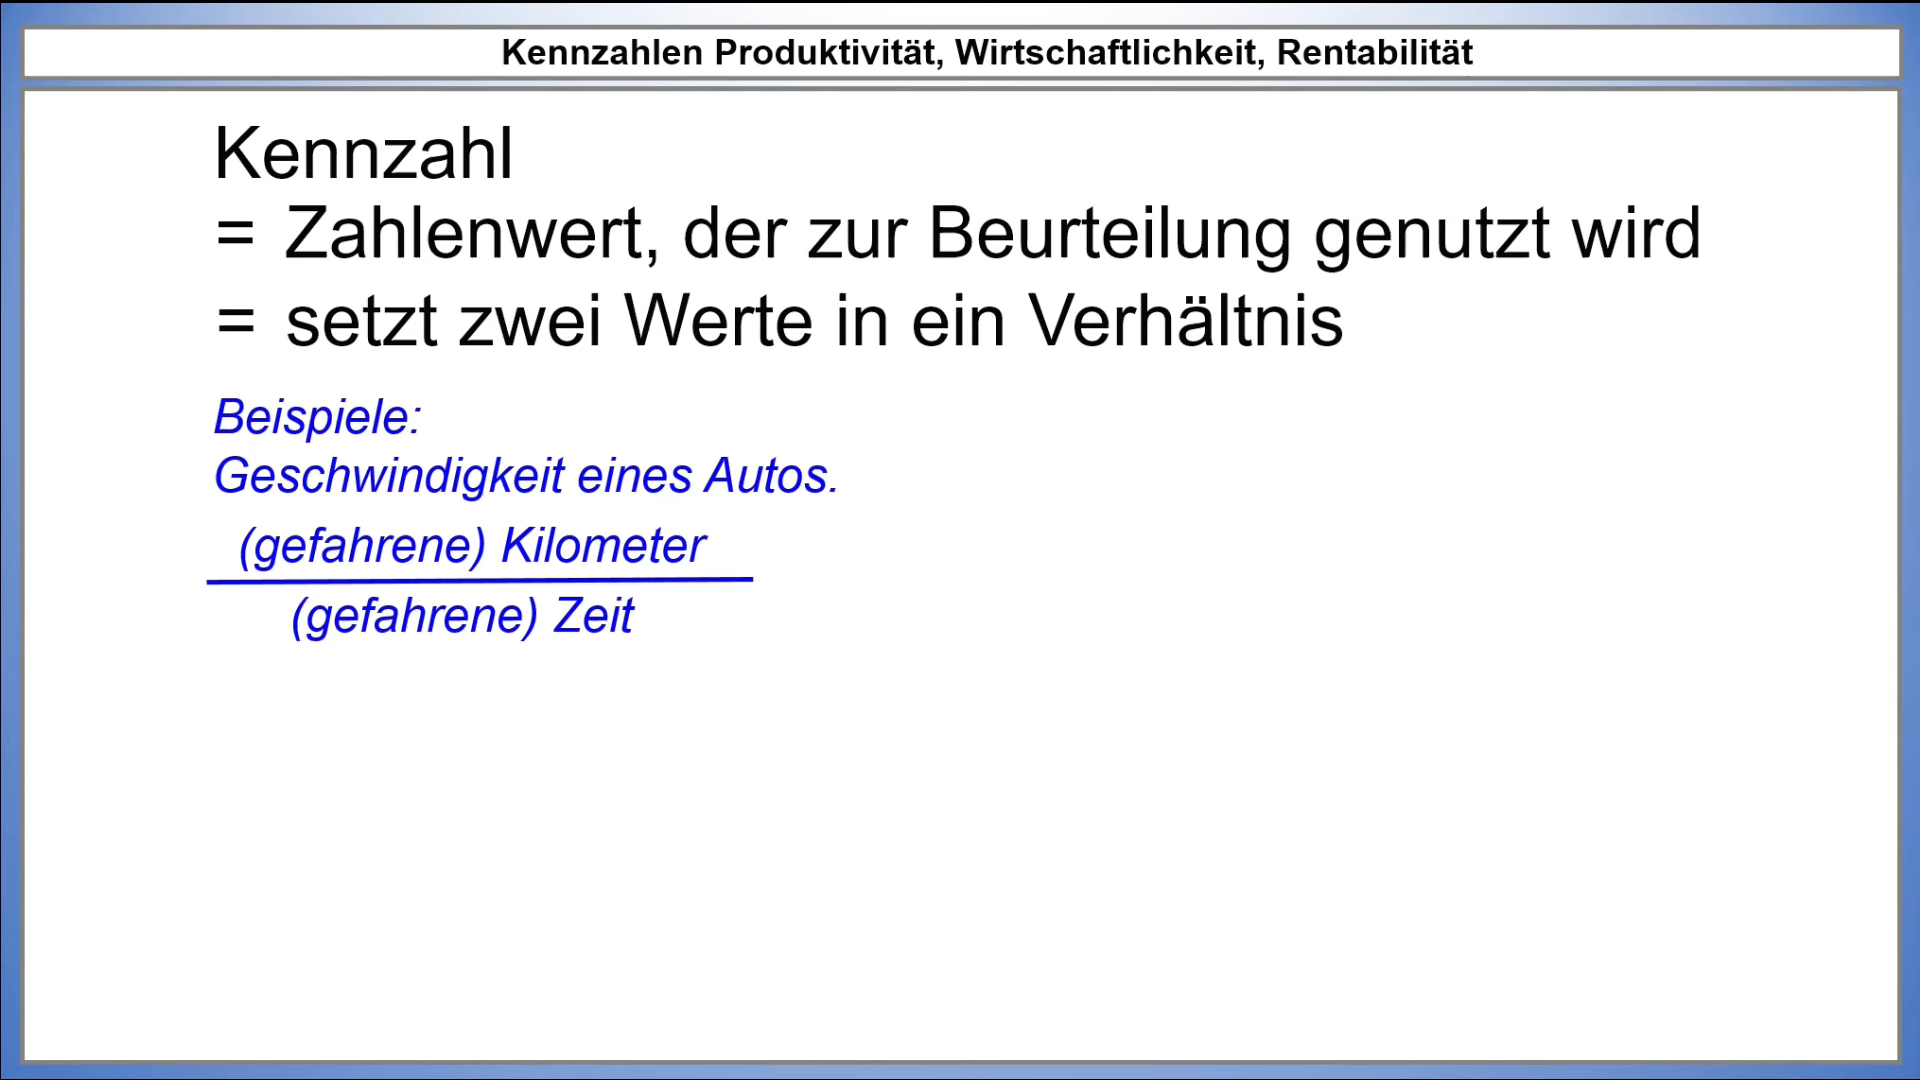 Kennzahlen Produktivität, Wirtschaftlichkeit, Rentabilität
Kennzahl
= Zahlenwert, der zur Beurteilung genutzt wird
= setzt zwei Werte in ein Verhältnis
Beispiele:
Geschwindigkeit eines Autos.
(gefahrene) Kilometer
(gefahrene) Zeit